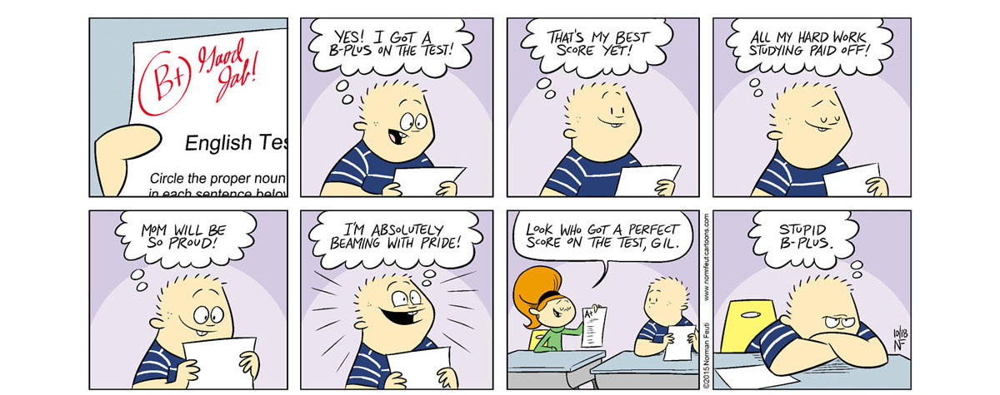 B+
Good
Job!
English Tes
Circle the proper noun
in each sentence below
YES! I GOT A
B-PLUS ON THE TEST!
THAT'S MY BEST
SCORE YET!
ALL MY HARD WORK
STUDYING PAID OFF!
MOM WILL BE
SO PROUD!
I'M ABSOLUTELY
BEAMING WITH PRIDE!
LOOK WHO GOT A PERFECT
SCORE ON THE TEST, GIL.
A+
©2015 Norman Feuti www.normfeutcartoons.com
STUPID
B-PLUS.
10/18
NF